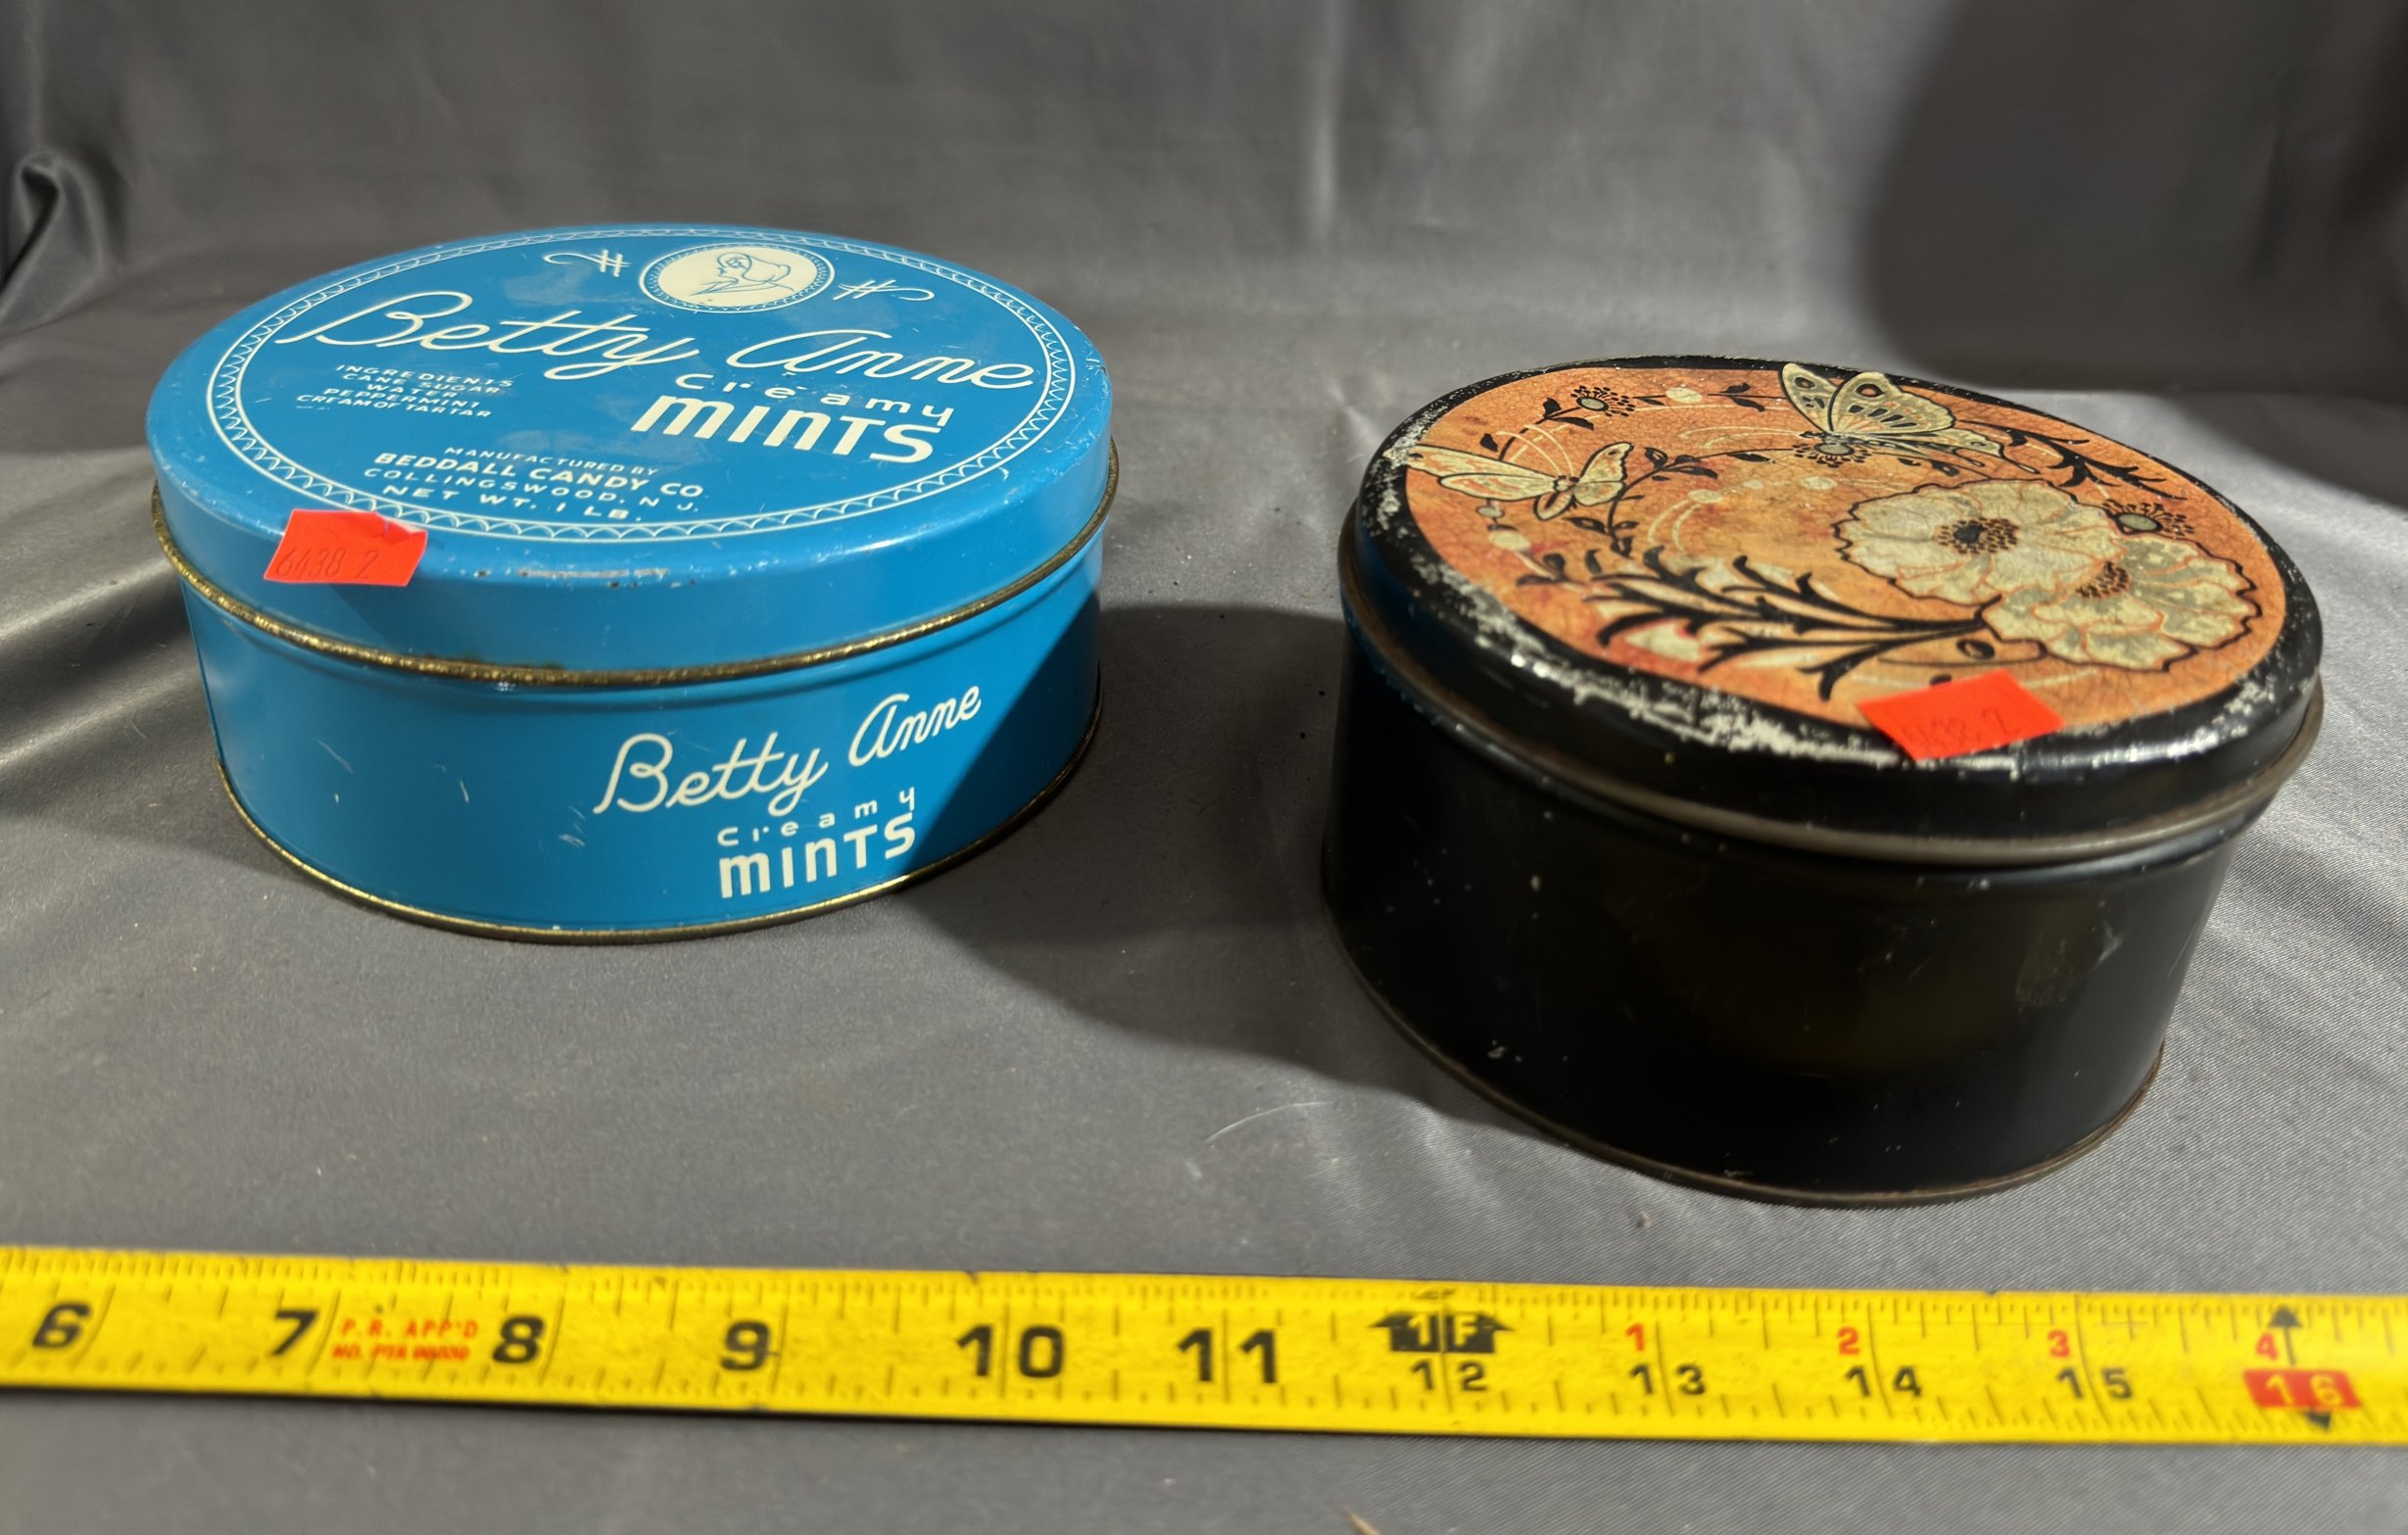 Betty Anne
creamy
MINTS
INGREDIENTS
CANE SUGAR
WATER
PEPPERMINT
CREAM OF TARTAR
MANUFACTURED BY
BEDDALL CANDY CO.
COLLINGSWOOD, N. J.
NET WT. 1 LB.
6438 2
Betty Anne
creamy
MINTS
1F 1 2 3 4
6 7 8 9 10 11 12 13 14 15 16
P.R. APP'D